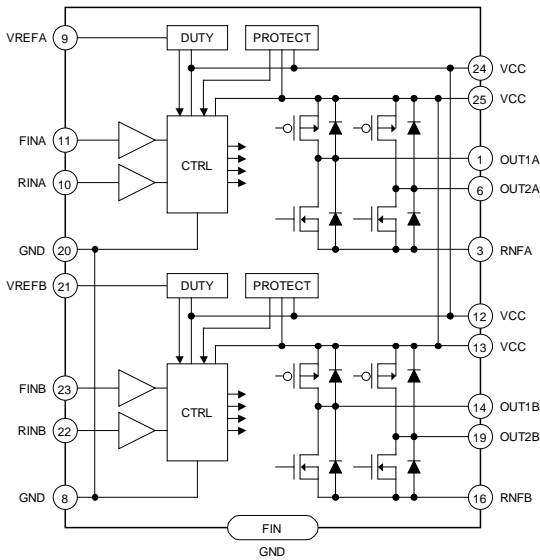 VREFA 9 DUTY PROTECT
24 VCC
25 VCC
FINA 11
CTRL
1 OUT1A
RINA 10
6 OUT2A
GND 20
3 RNFA
VREFB 21 DUTY PROTECT
12 VCC
13 VCC
FINB 23
CTRL
14 OUT1B
RINB 22
19 OUT2B
GND 8
16 RNFB
FIN
GND